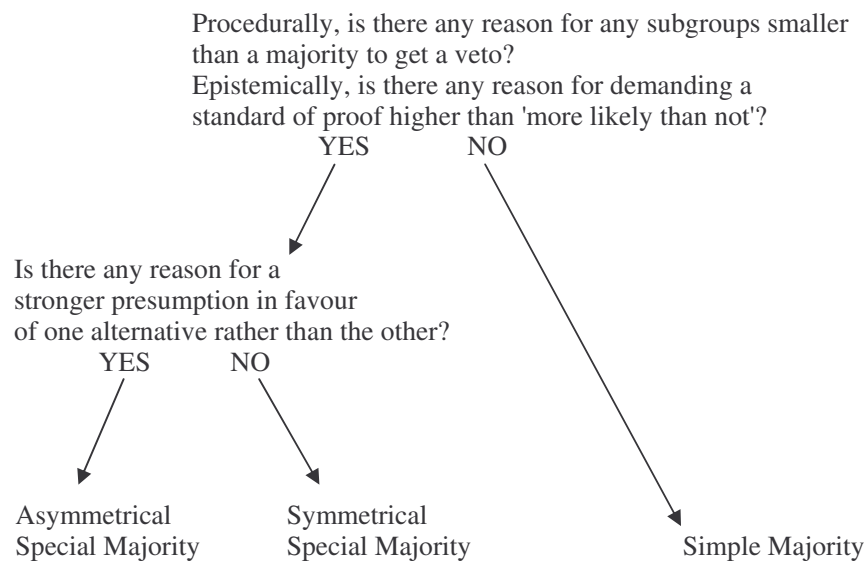 Procedurally, is there any reason for any subgroups smaller
than a majority to get a veto?
Epistemically, is there any reason for demanding a
standard of proof higher than 'more likely than not'?
YES NO
Is there any reason for a
stronger presumption in favour
of one alternative rather than the other?
YES NO
Asymmetrical
Special Majority
Symmetrical
Special Majority
Simple Majority